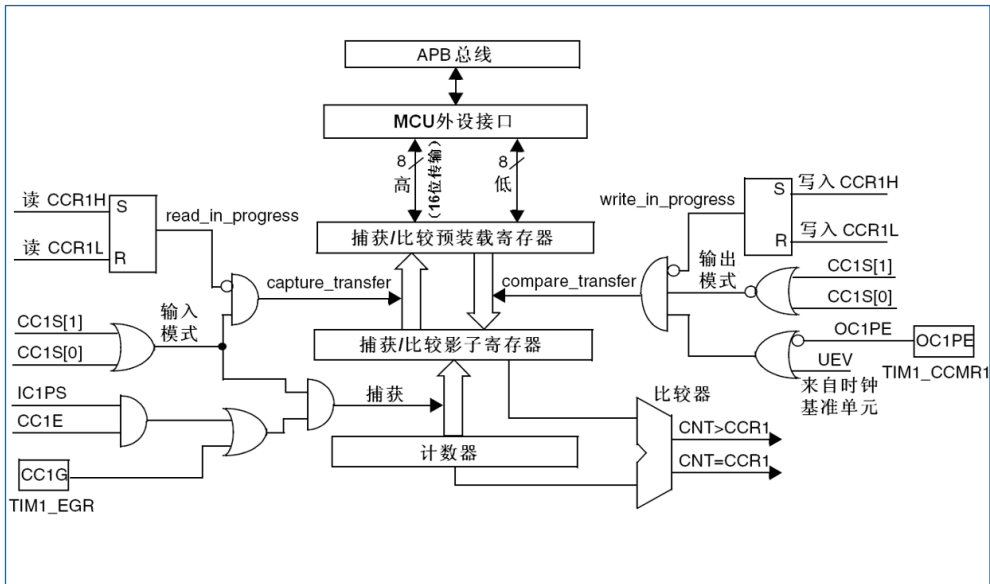 APB总线
MCU外设接口
8
高
(16位传输)
8
低
读 CCR1H
S
read_in_progress
读 CCR1L
R
write_in_progress
S
写入 CCR1H
R
写入 CCR1L
捕获/比较预装载寄存器
capture_transfer
compare_transfer
输出
模式
CC1S[1]
CC1S[0]
CC1S[1]
CC1S[0]
输入
模式
捕获/比较影子寄存器
OC1PE
OC1PE
UEV
TIM1_CCMR1
来自时钟
基准单元
IC1PS
CC1E
捕获
比较器
CNT>CCR1
计数器
CNT=CCR1
CC1G
TIM1_EGR